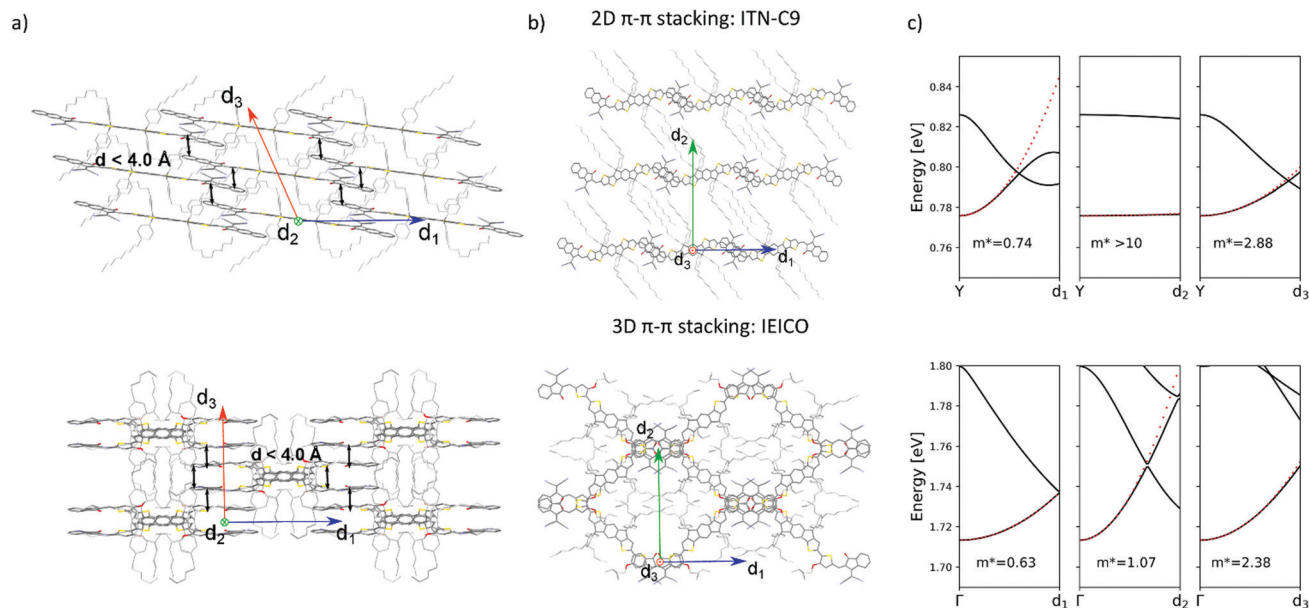 a)
b)
2D π-π stacking: ITN-C9
c)
d3
d < 4.0 Å
d2
d1
d2
d3
d1
Energy [eV]
0.84
0.82
0.80
0.78
0.76
m*=0.74
m* >10
m*=2.88
Y
d1
Y
d2
Y
d3
3D π-π stacking: IEICO
d3
d < 4.0 Å
d2
d1
d2
d3
d1
Energy [eV]
1.80
1.78
1.76
1.74
1.72
1.70
m*=0.63
m*=1.07
m*=2.38
Γ
d1
Γ
d2
Γ
d3